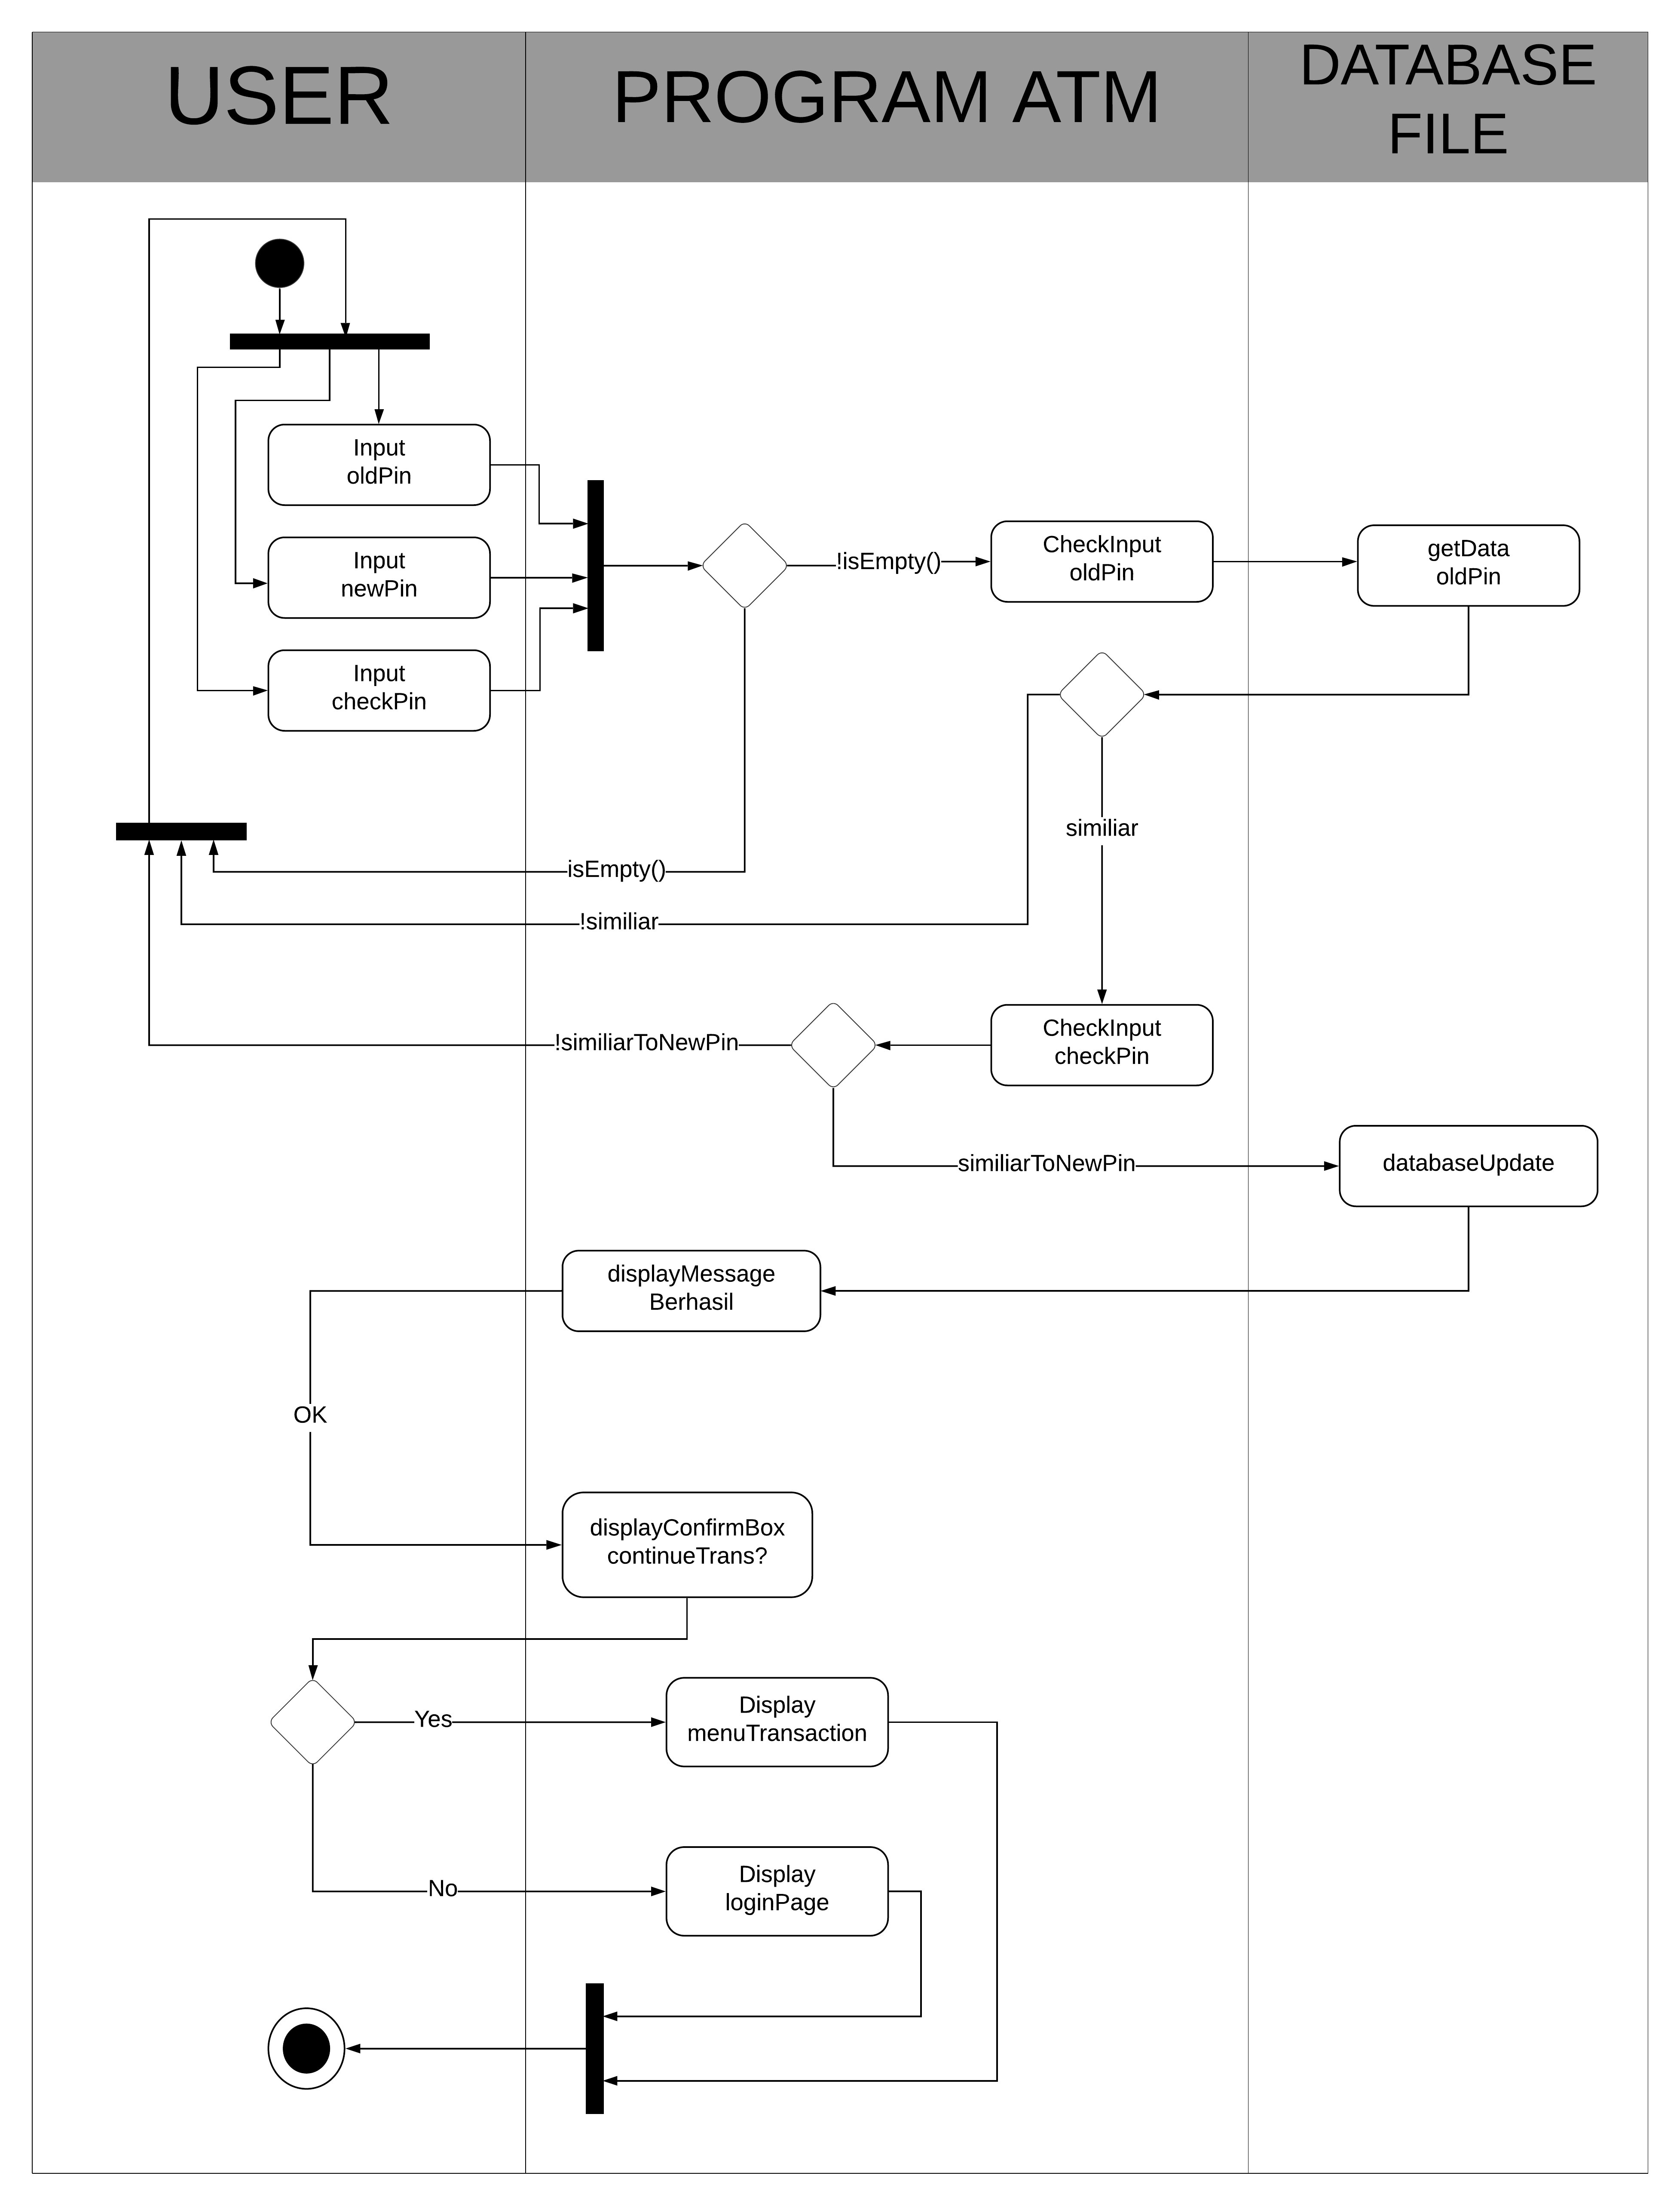 USER
PROGRAM ATM
DATABASE
FILE
Input
oldPin
Input
newPin
Input
checkPin
!isEmpty()
CheckInput
oldPin
getData
oldPin
similiar
isEmpty()
!similiar
!similiarToNewPin
CheckInput
checkPin
similiarToNewPin
databaseUpdate
displayMessage
Berhasil
OK
displayConfirmBox
continueTrans?
Yes
Display
menuTransaction
No
Display
loginPage